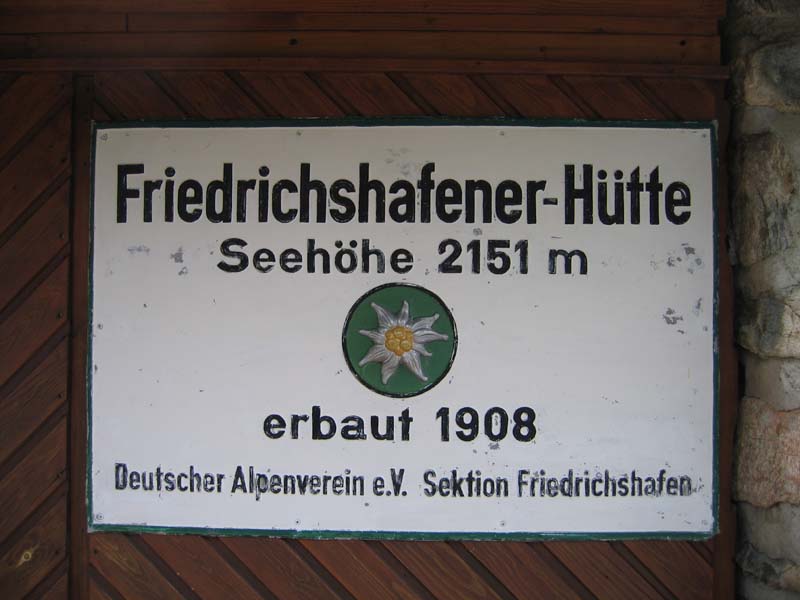 Friedrichshafener-Hütte
Seehöhe 2151 m
erbaut 1908
Deutscher Alpenverein e.V. Sektion Friedrichshafen